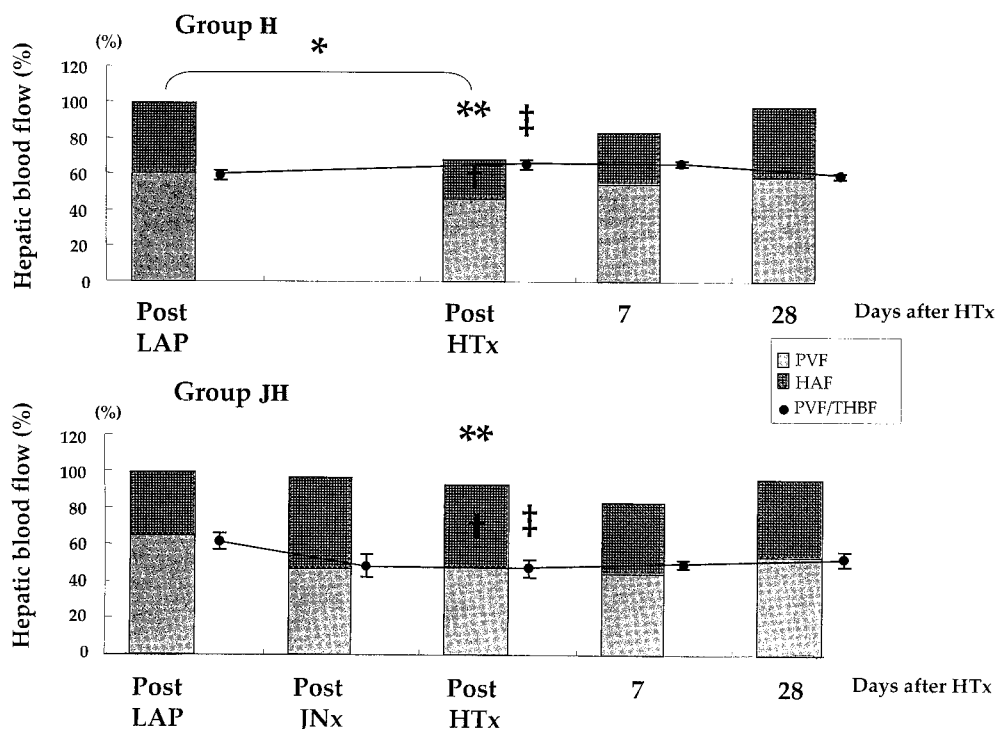 Group H
(%)
*
Hepatic blood flow (%)
120
100
80
60
40
20
0
**
‡
†
Post LAP
Post HTx
7
28
Days after HTx
PVF
HAF
PVF/THBF
Group JH
(%)
Hepatic blood flow (%)
120
100
80
60
40
20
0
**
‡
†
Post LAP
Post JNx
Post HTx
7
28
Days after HTx